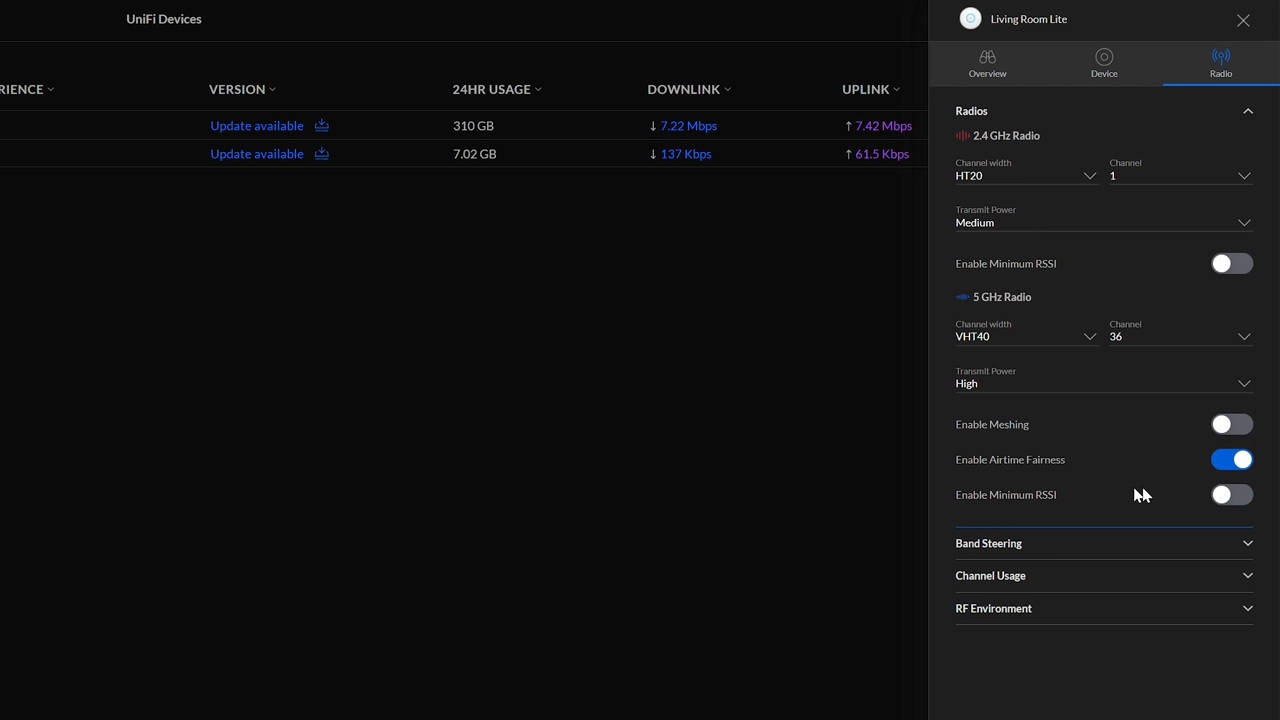 UniFi Devices
RIENCE VERSION 24HR USAGE DOWNLINK UPLINK
Update available 310 GB ↓ 7.22 Mbps ↑ 7.42 Mbps
Update available 7.02 GB ↓ 137 Kbps ↑ 61.5 Kbps
Living Room Lite
Overview Device Radio
Radios
2.4 GHz Radio
Channel width Channel
HT20 1
Transmit Power
Medium
Enable Minimum RSSI
5 GHz Radio
Channel width Channel
VHT40 36
Transmit Power
High
Enable Meshing
Enable Airtime Fairness
Enable Minimum RSSI
Band Steering
Channel Usage
RF Environment